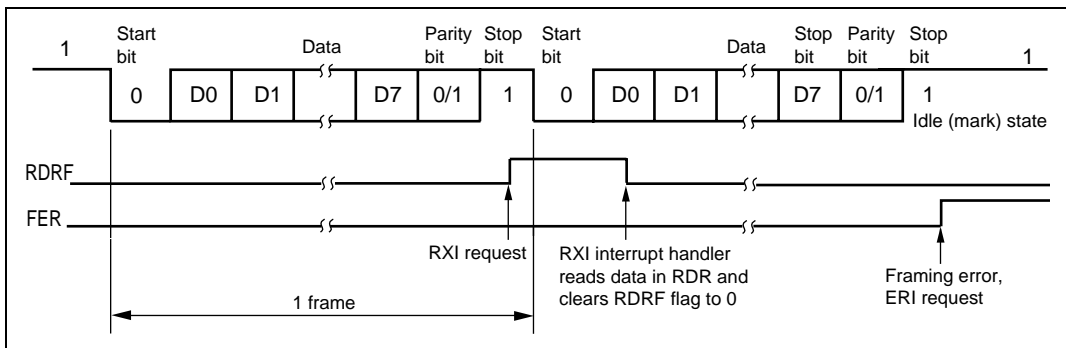 1
Start bit
Data
Parity bit
Stop bit
Start bit
Data
Stop bit
Parity bit
Stop bit
1
0
D0
D1
D7
0/1
1
0
D0
D1
D7
0/1
1
Idle (mark) state
RDRF
FER
RXI request
RXI interrupt handler
reads data in RDR and
clears RDRF flag to 0
Framing error,
ERI request
1 frame